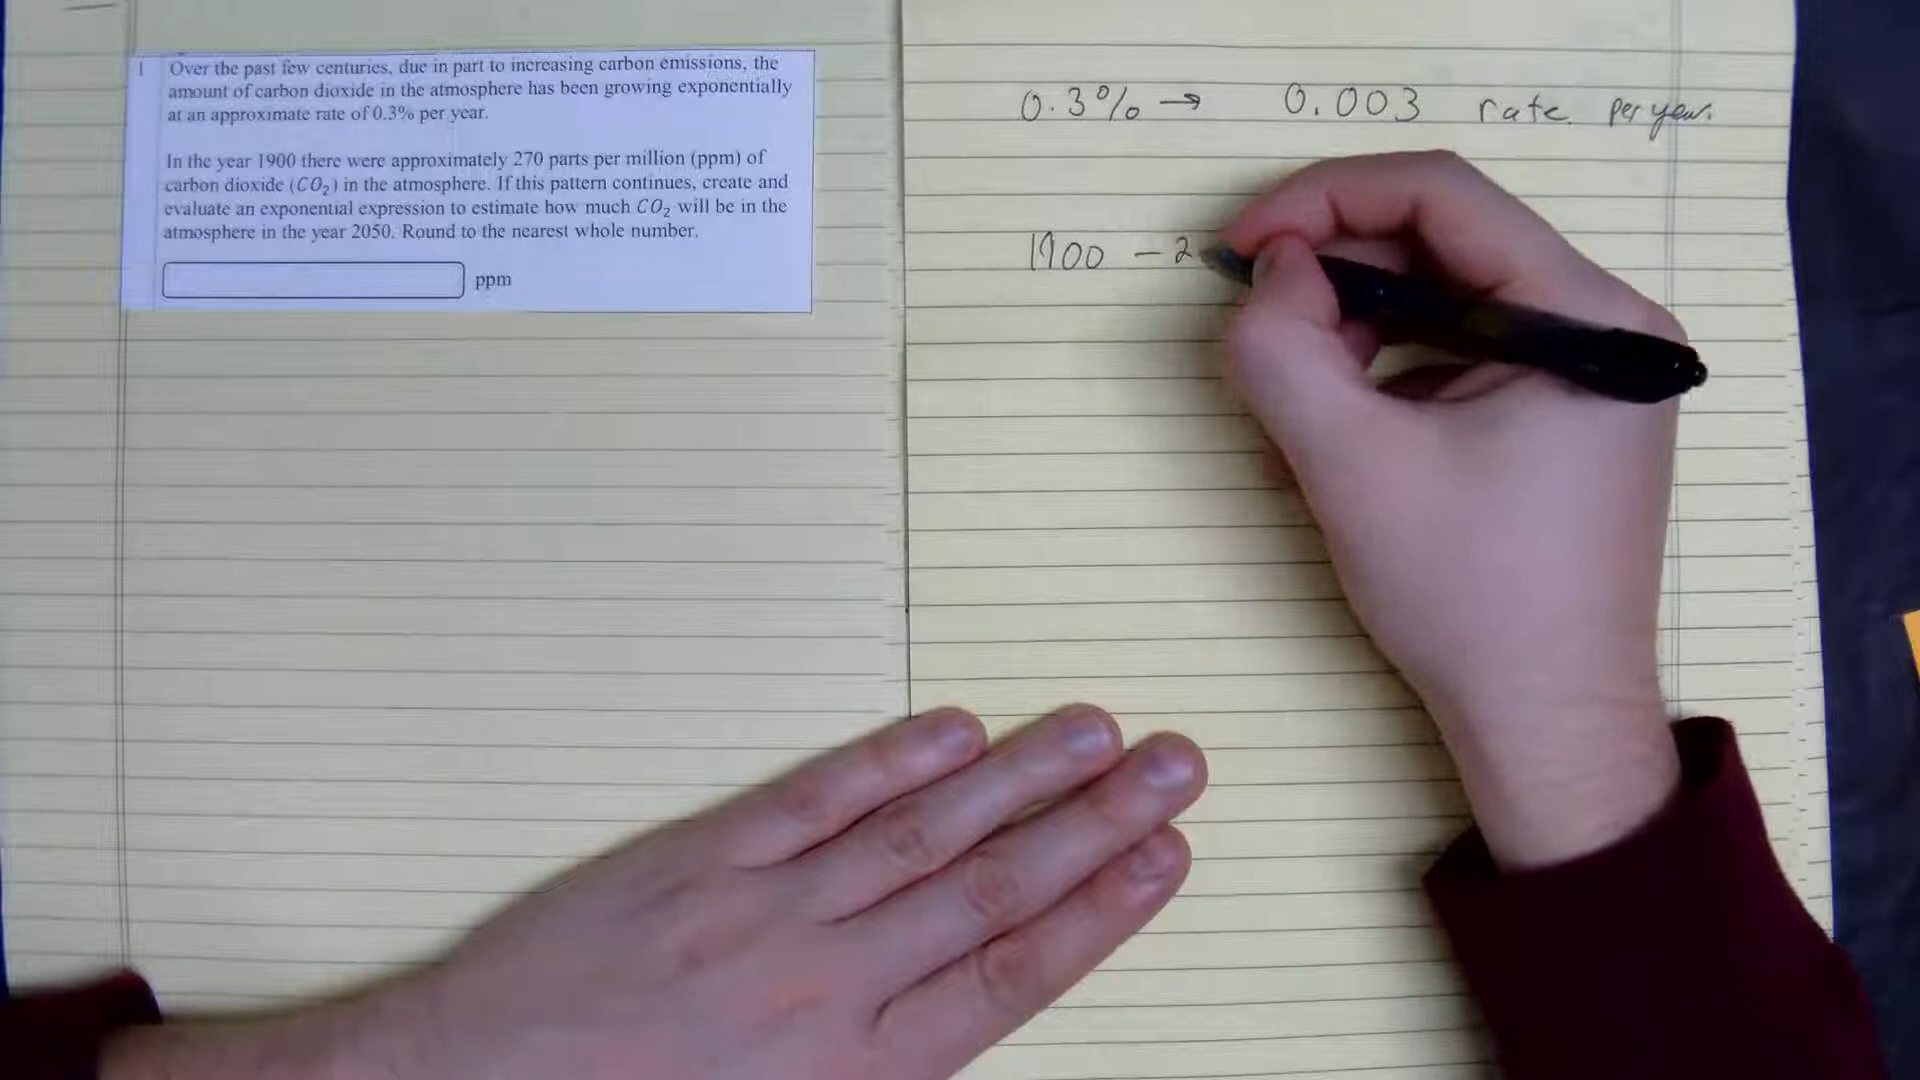 1 Over the past few centuries, due in part to increasing carbon emissions, the
amount of carbon dioxide in the atmosphere has been growing exponentially
at an approximate rate of 0.3% per year.
In the year 1900 there were approximately 270 parts per million (ppm) of
carbon dioxide (CO₂) in the atmosphere. If this pattern continues, create and
evaluate an exponential expression to estimate how much CO₂ will be in the
atmosphere in the year 2050. Round to the nearest whole number.
ppm
0.3% → 0.003 rate per year.
1900 – 2